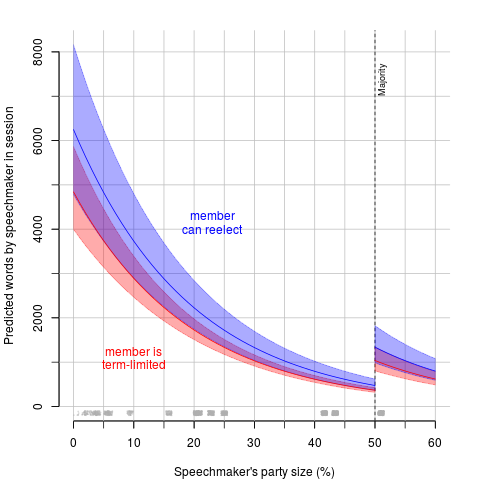 Predicted words by speechmaker in session
8000
6000
4000
2000
0
Majority
member
can reelect
member is
term-limited
0 10 20 30 40 50 60
Speechmaker's party size (%)